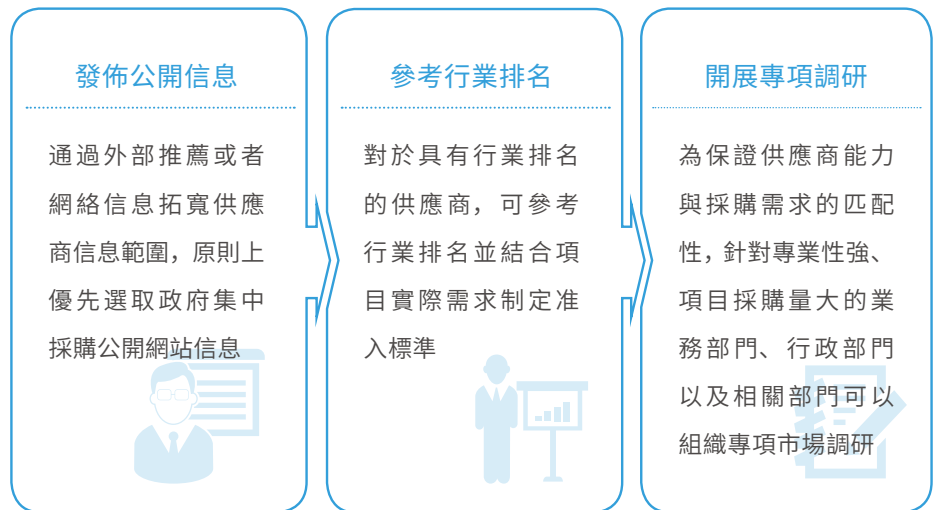 發佈公開信息
通過外部推薦或者
網絡信息拓寬供應
商信息範圍，原則上
優先選取政府集中
採購公開網站信息
參考行業排名
對於具有行業排名
的供應商，可參考
行業排名並結合項
目實際需求制定准
入標準
開展專項調研
為保證供應商能力
與採購需求的匹配
性，針對專業性強、
項目採購量大的業
務部門、行政部門
以及相關部門可以
組織專項市場調研